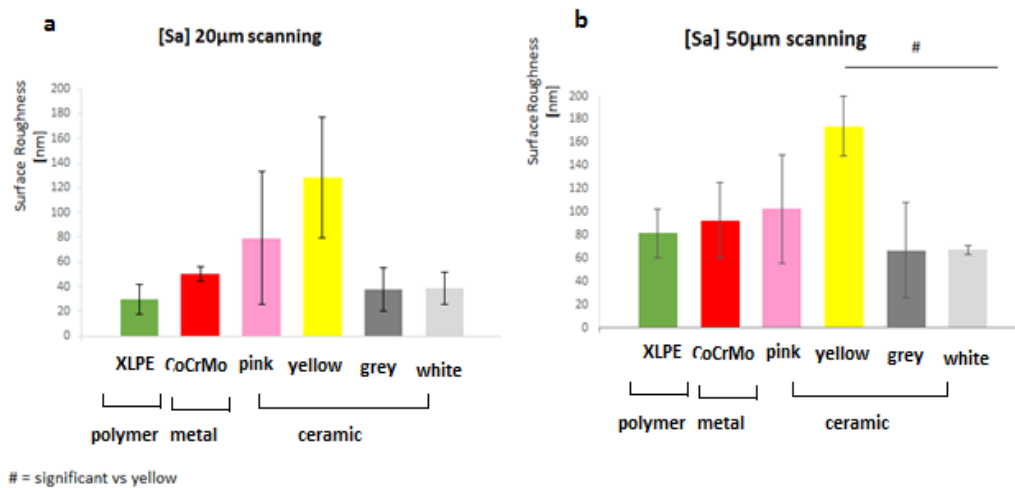 a
[Sa] 20µm scanning
Surface Roughness
[nm]
200
180
160
140
120
100
80
60
40
20
0
XLPE CoCrMo pink yellow grey white
polymer metal ceramic
b
[Sa] 50µm scanning
#
Surface Roughness
[nm]
200
180
160
140
120
100
80
60
40
20
0
XLPE CoCrMo pink yellow grey white
polymer metal ceramic
# = significant vs yellow